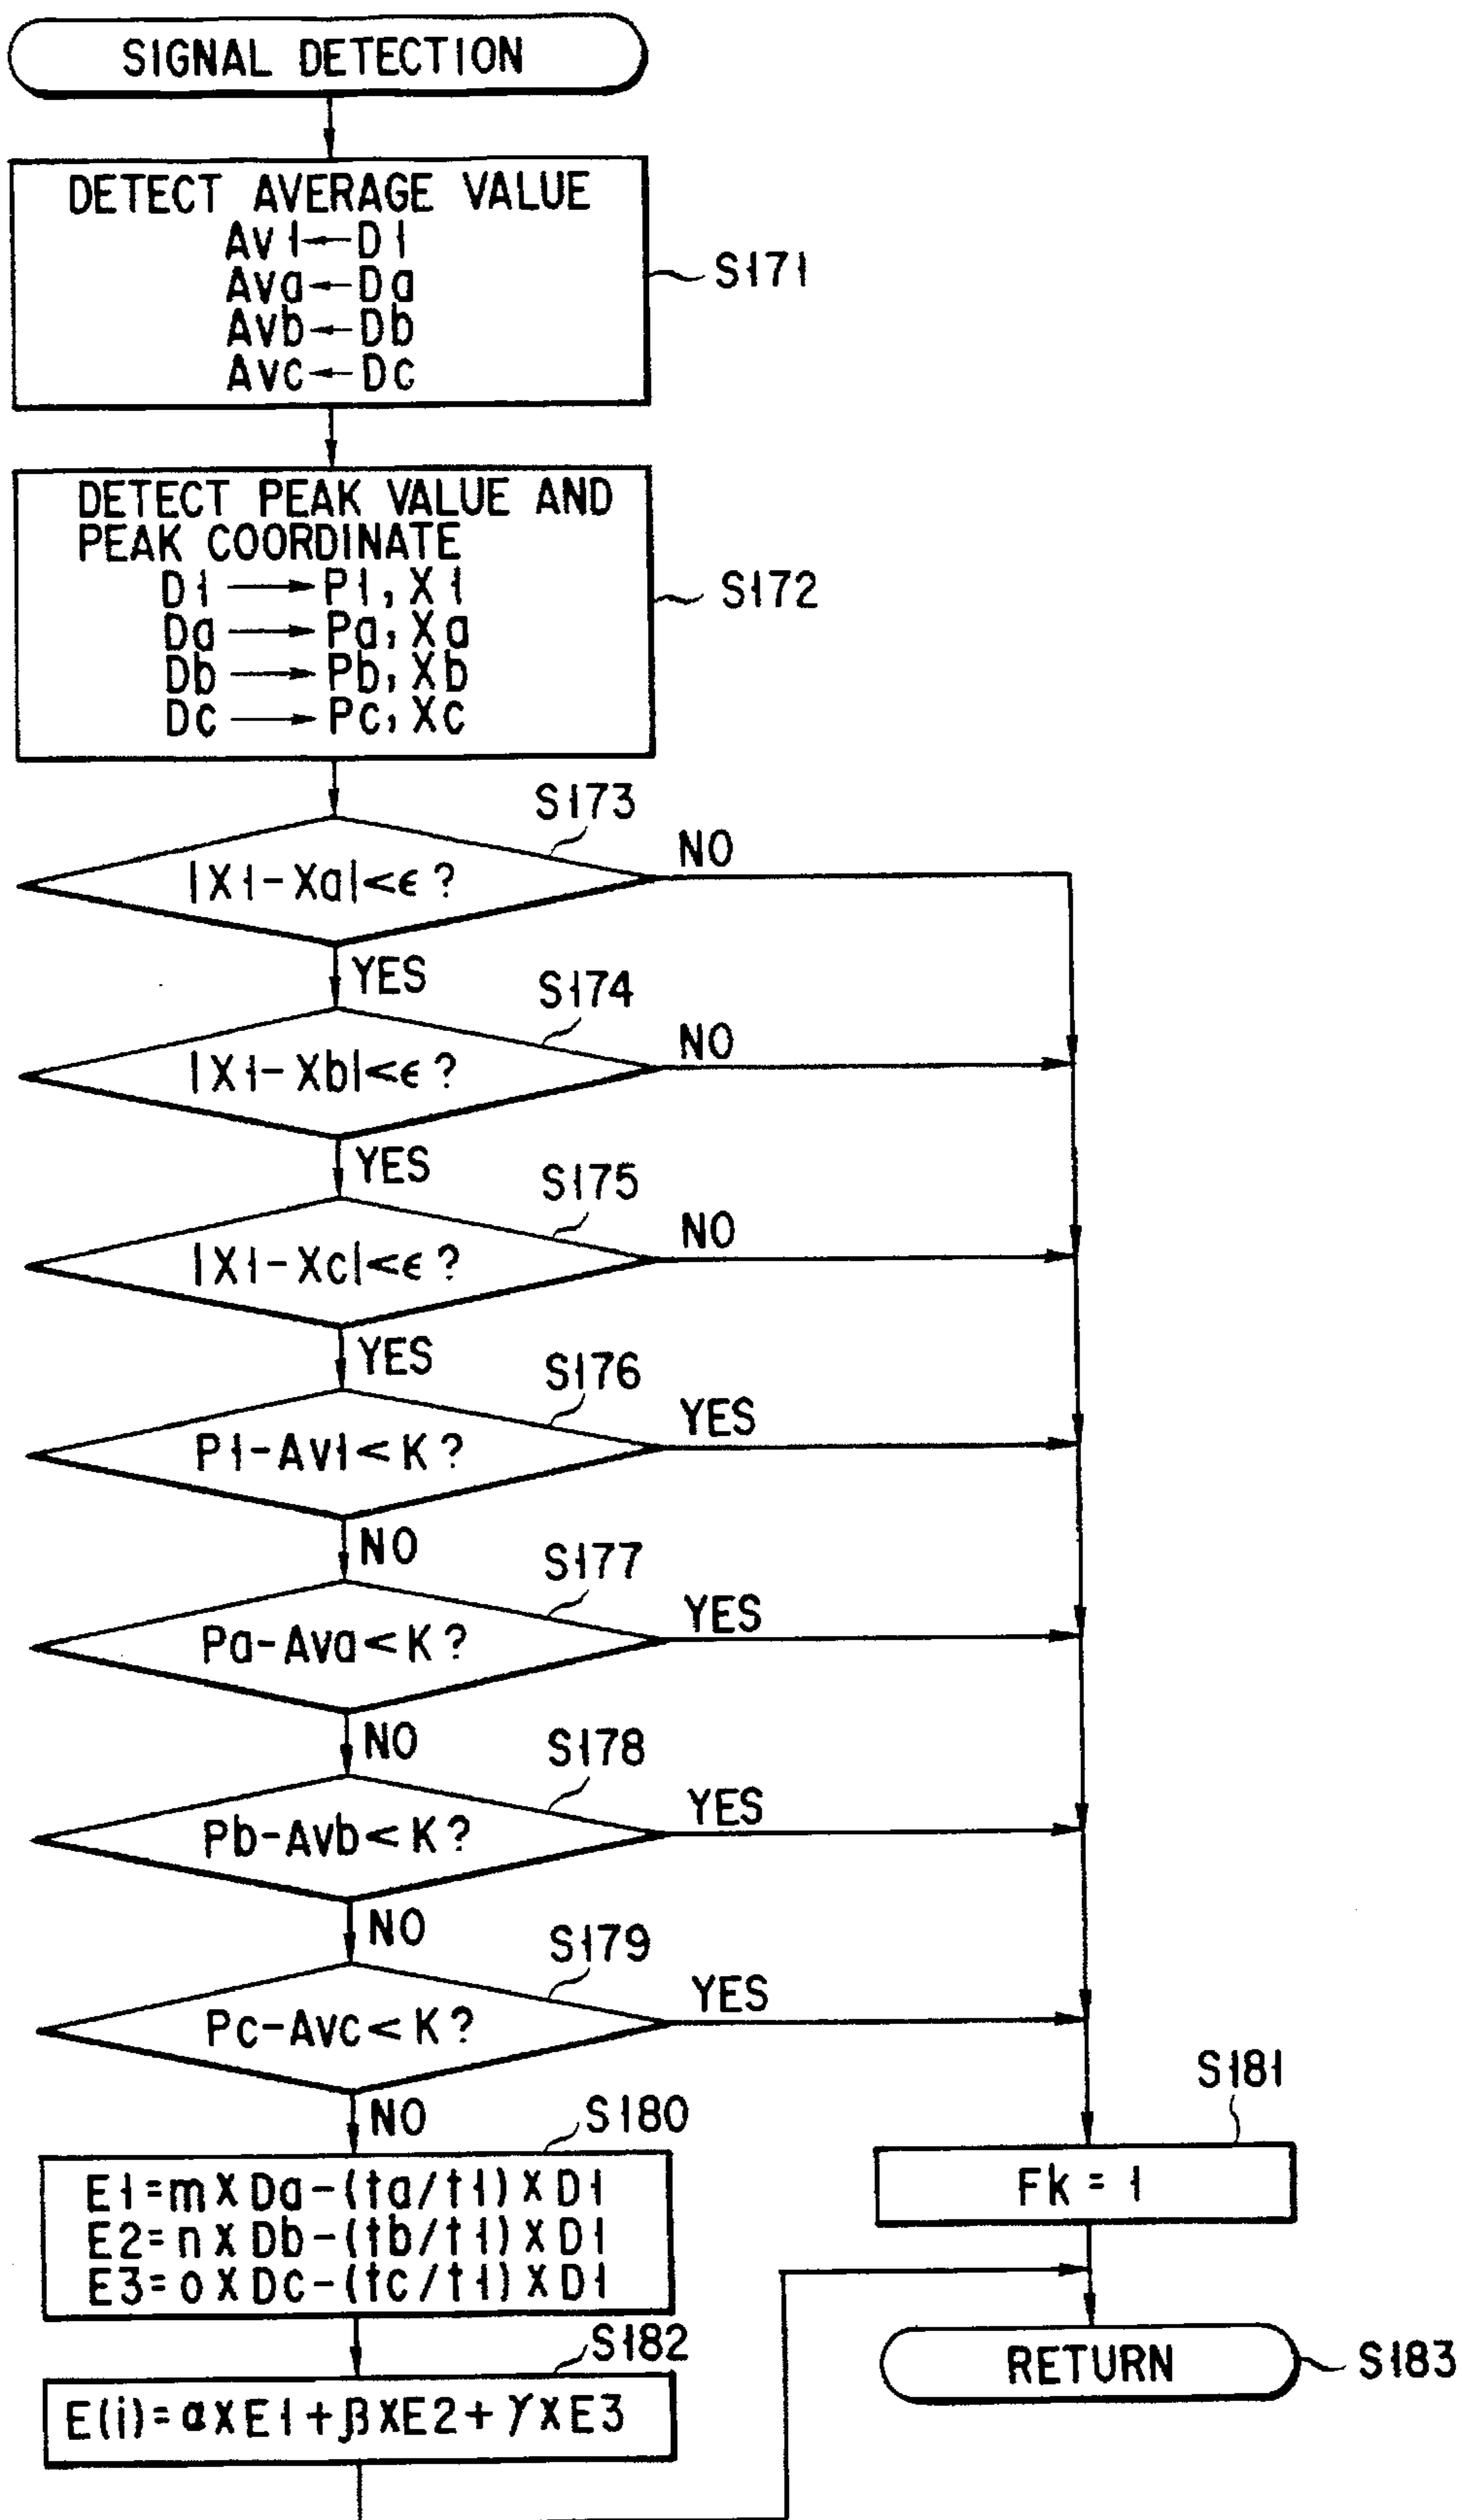 SIGNAL DETECTION
DETECT AVERAGE VALUE
Av1←D1
Ava←Da
Avb←Db
Avc←Dc
S171
DETECT PEAK VALUE AND
PEAK COORDINATE
D1→P1,X1
Da→Pa,Xa
Db→Pb,Xb
Dc→Pc,Xc
S172
S173
|X1-Xa|<ε?
NO
YES
S174
|X1-Xb|<ε?
NO
YES
S175
|X1-Xc|<ε?
NO
YES
S176
P1-Av1<K?
YES
NO
S177
Pa-Ava<K?
YES
NO
S178
Pb-Avb<K?
YES
NO
S179
Pc-Avc<K?
YES
NO
S180
E1=m×Da-(ta/t1)×D1
E2=n×Db-(tb/t1)×D1
E3=o×Dc-(tc/t1)×D1
S181
Fk=1
S182
E(i)=α×E1+β×E2+γ×E3
RETURN
S183